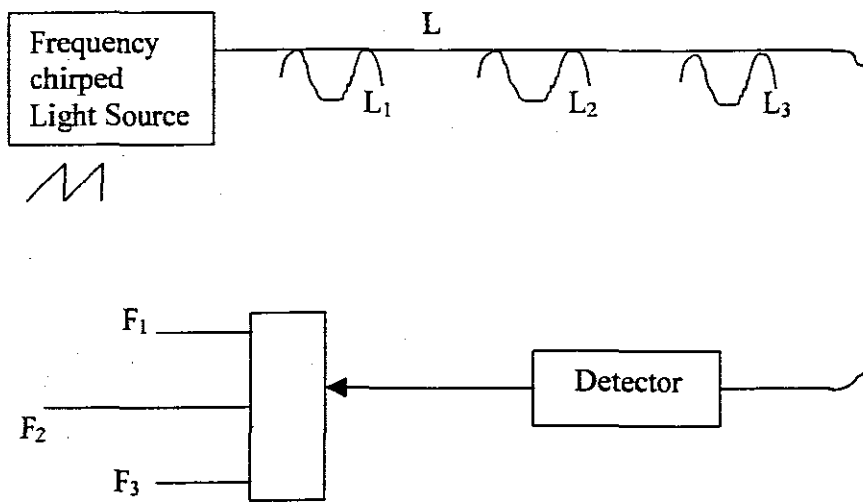 Frequency
chirped
Light Source
L
L₁
L₂
L₃
F₁
F₂
F₃
Detector